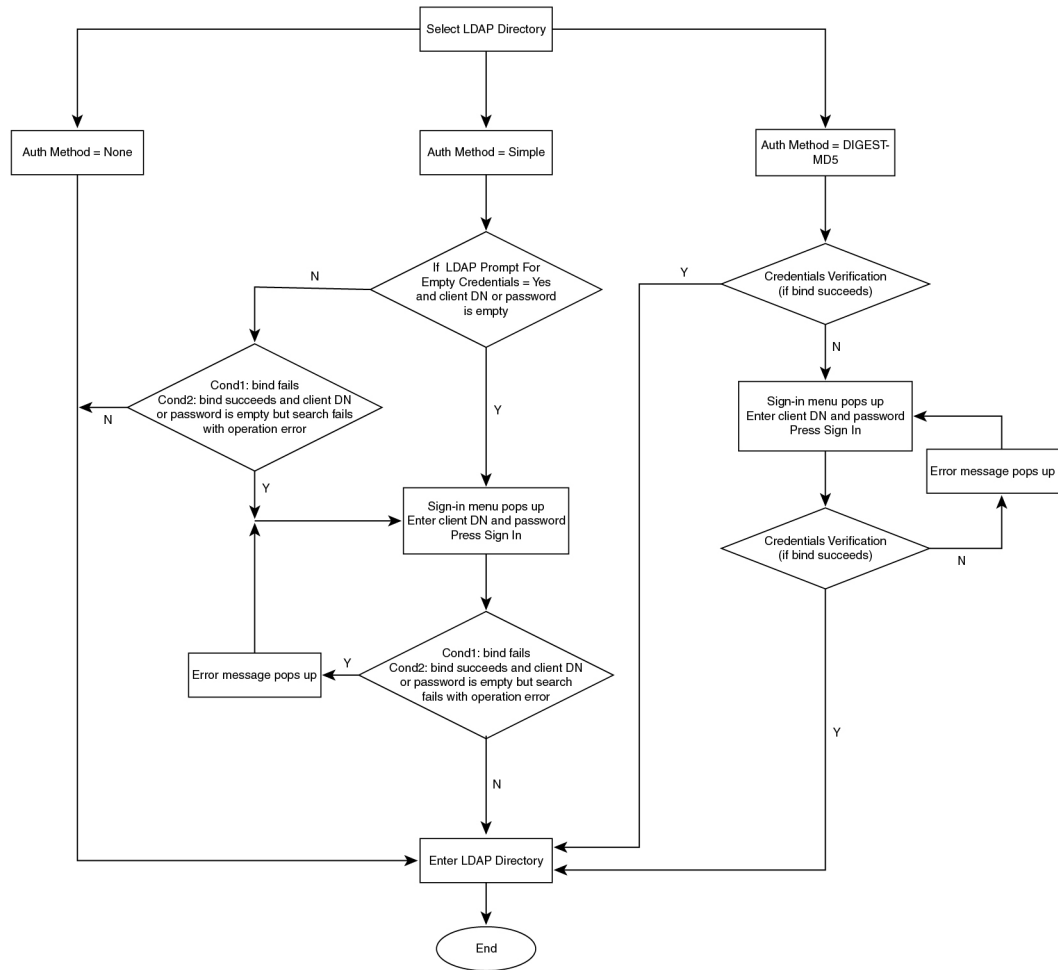 Select LDAP Directory
Auth Method = None
Auth Method = Simple
Auth Method = DIGEST-
MD5
If LDAP Prompt For
Empty Credentials = Yes
and client DN or password
is empty
N
Y
Credentials Verification
(if bind succeeds)
Y
N
Cond1: bind fails
Cond2: bind succeeds and client DN
or password is empty but search fails
with operation error
N
Y
Sign-in menu pops up
Enter client DN and password
Press Sign In
Error message pops up
Sign-in menu pops up
Enter client DN and password
Press Sign In
Credentials Verification
(if bind succeeds)
N
Cond1: bind fails
Cond2: bind succeeds and client DN
or password is empty but search
fails with operation error
Y
Error message pops up
Y
N
Enter LDAP Directory
End